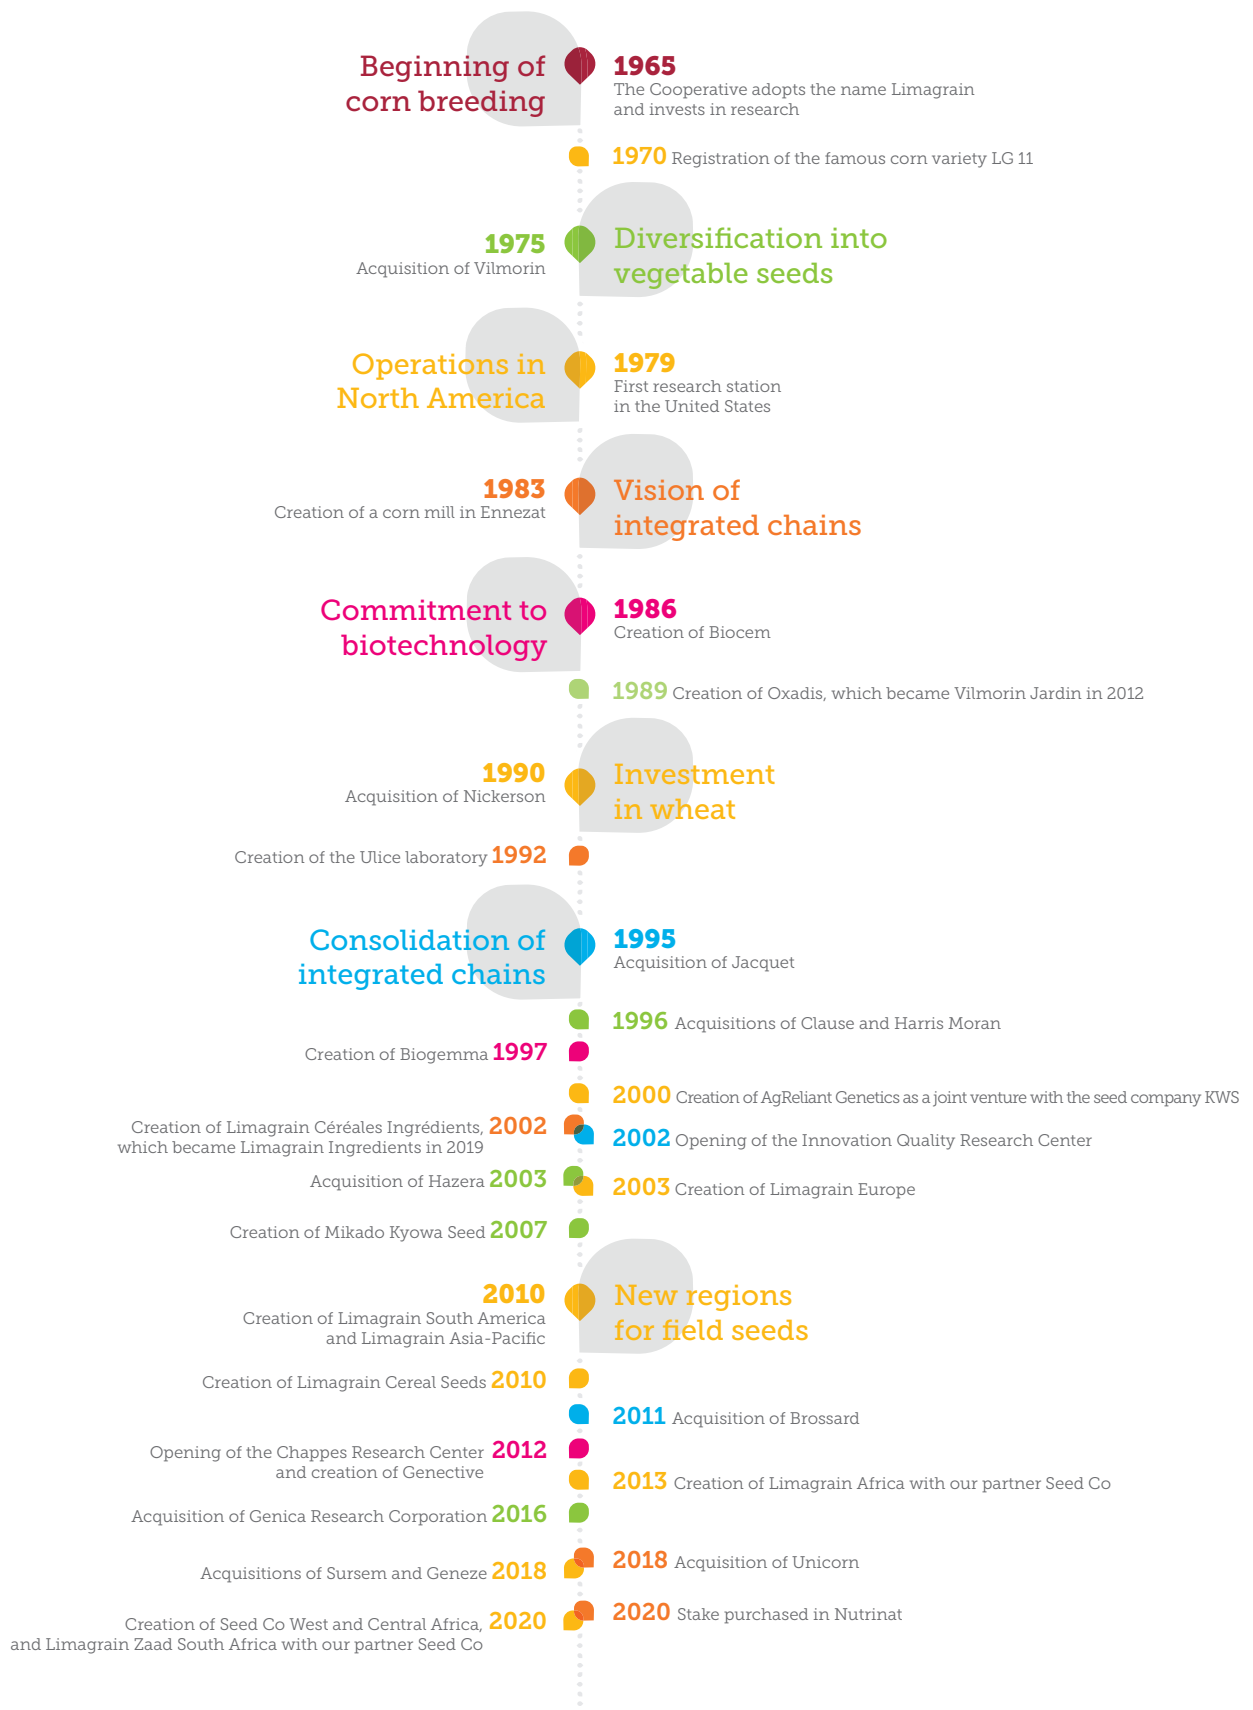 Beginning of
corn breeding
1965
The Cooperative adopts the name Limagrain
and invests in research
1970 Registration of the famous corn variety LG 11
1975
Acquisition of Vilmorin
Diversification into
vegetable seeds
Operations in
North America
1979
First research station
in the United States
1983
Creation of a corn mill in Ennezat
Vision of
integrated chains
Commitment to
biotechnology
1986
Creation of Biocem
1989 Creation of Oxadis, which became Vilmorin Jardin in 2012
1990
Acquisition of Nickerson
Investment
in wheat
Creation of the Ulice laboratory 1992
Consolidation of
integrated chains
1995
Acquisition of Jacquet
1996 Acquisitions of Clause and Harris Moran
Creation of Biogemma 1997
2000 Creation of AgReliant Genetics as a joint venture with the seed company KWS
Creation of Limagrain Céréales Ingrédients, 2002
which became Limagrain Ingredients in 2019
2002 Opening of the Innovation Quality Research Center
Acquisition of Hazera 2003
2003 Creation of Limagrain Europe
Creation of Mikado Kyowa Seed 2007
2010
Creation of Limagrain South America
and Limagrain Asia-Pacific
New regions
for field seeds
Creation of Limagrain Cereal Seeds 2010
2011 Acquisition of Brossard
Opening of the Chappes Research Center 2012
and creation of Genective
2013 Creation of Limagrain Africa with our partner Seed Co
Acquisition of Genica Research Corporation 2016
2018 Acquisition of Unicorn
Acquisitions of Sursem and Geneze 2018
2020 Stake purchased in Nutrinat
Creation of Seed Co West and Central Africa, 2020
and Limagrain Zaad South Africa with our partner Seed Co